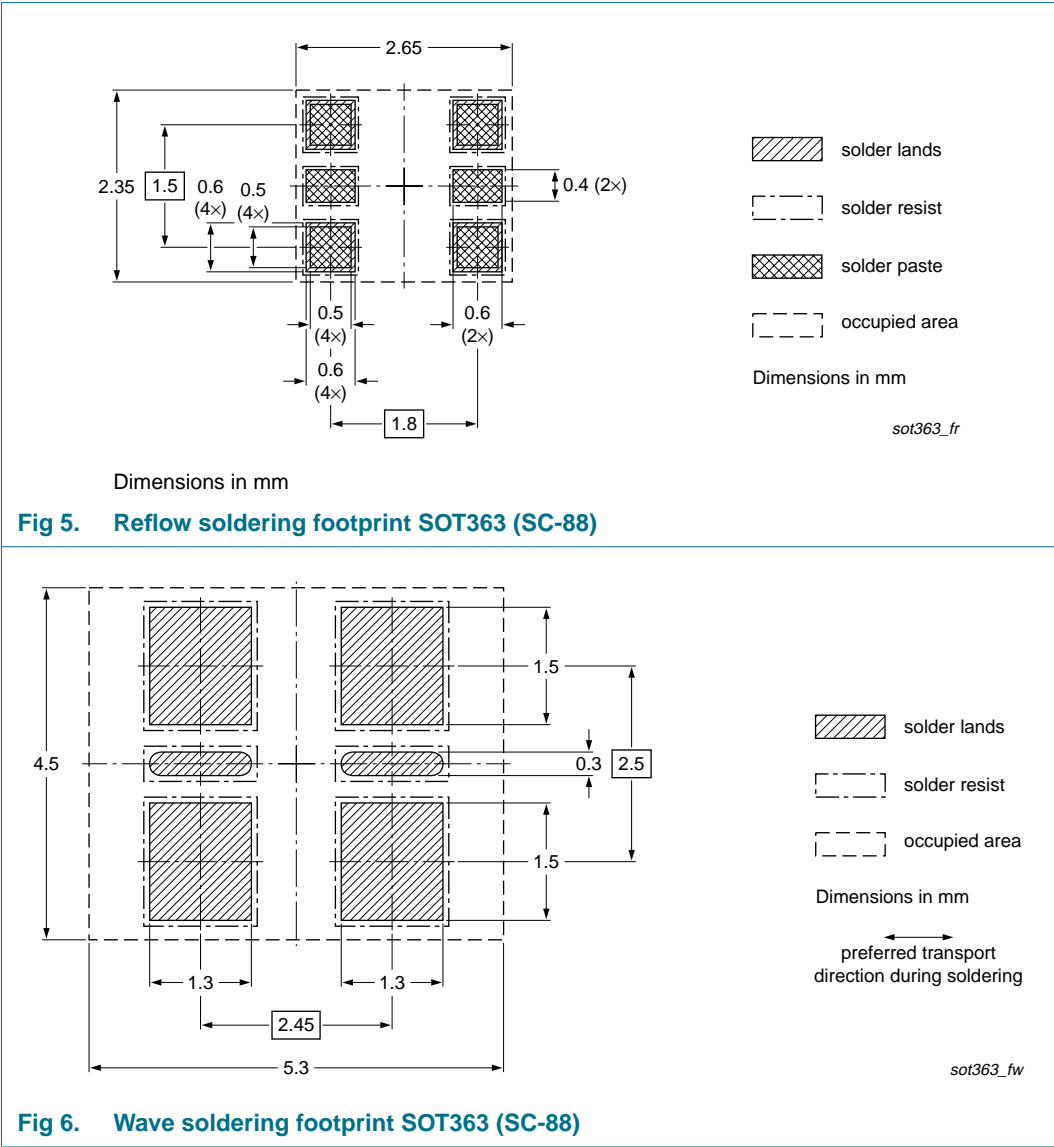 2.65
2.35
1.5
0.6
(4×)
0.5
(4×)
0.4 (2×)
0.5
(4×)
0.6
(2×)
0.6
(4×)
1.8
solder lands
solder resist
solder paste
occupied area
Dimensions in mm
sot363_fr
Dimensions in mm
Fig 5. Reflow soldering footprint SOT363 (SC-88)
1.5
4.5
0.3
2.5
1.5
1.3
1.3
2.45
5.3
solder lands
solder resist
occupied area
Dimensions in mm
preferred transport
direction during soldering
sot363_fw
Fig 6. Wave soldering footprint SOT363 (SC-88)